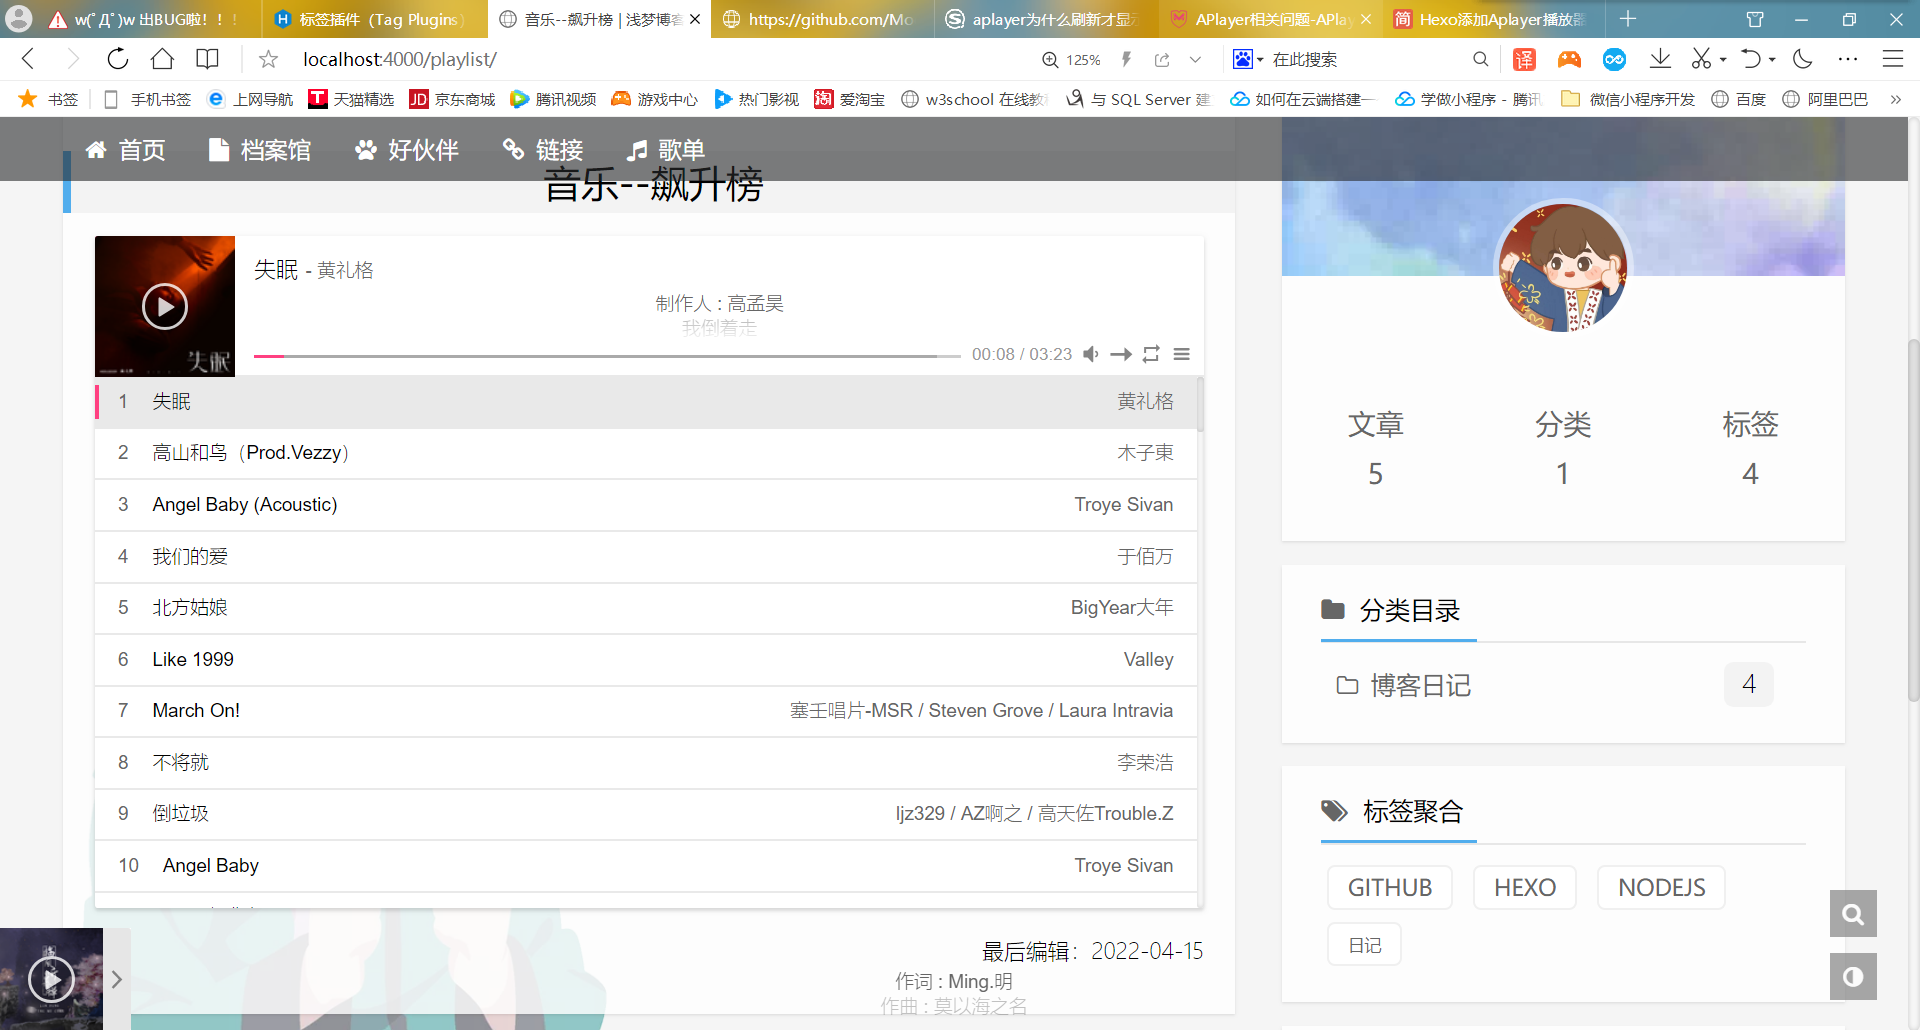 w(ﾟДﾟ)w 出BUG啦！！！
标签插件（Tag Plugins）
音乐--飙升榜 | 浅梦博客
https://github.com/Mo
aplayer为什么刷新才显示
APlayer相关问题-APlay
Hexo添加Aplayer播放器
localhost:4000/playlist/
125%
在此搜索
译
书签
手机书签
上网导航
T 天猫精选
JD 京东商城
腾讯视频
游戏中心
热门影视
淘 爱淘宝
w3school 在线教
与 SQL Server 建
如何在云端搭建一
学做小程序 - 腾讯
微信小程序开发
百度
阿里巴巴
首页
档案馆
好伙伴
链接
歌单
音乐--飙升榜
失眠
失眠 - 黄礼格
制作人 : 高孟昊
我倒着走
00:08 / 03:23
1 失眠 黄礼格
2 高山和鸟（Prod.Vezzy） 木子東
3 Angel Baby (Acoustic) Troye Sivan
4 我们的爱 于佰万
5 北方姑娘 BigYear大年
6 Like 1999 Valley
7 March On! 塞壬唱片-MSR / Steven Grove / Laura Intravia
8 不将就 李荣浩
9 倒垃圾 ljz329 / AZ啊之 / 高天佐Trouble.Z
10 Angel Baby Troye Sivan
最后编辑：2022-04-15
作词 : Ming.明
作曲 : 莫以海之名
文章
5
分类
1
标签
4
分类目录
博客日记 4
标签聚合
GITHUB
HEXO
NODEJS
日记